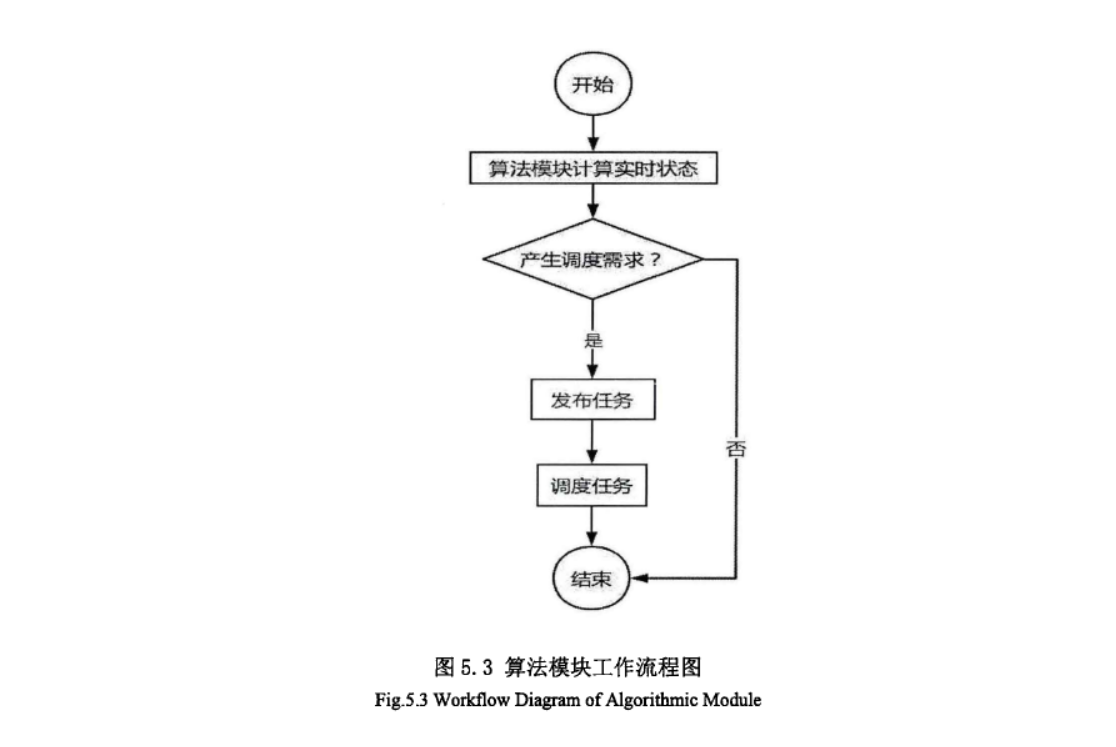 开始
算法模块计算实时状态
产生调度需求？
是
发布任务
否
调度任务
结束
图 5.3 算法模块工作流程图
Fig.5.3 Workflow Diagram of Algorithmic Module